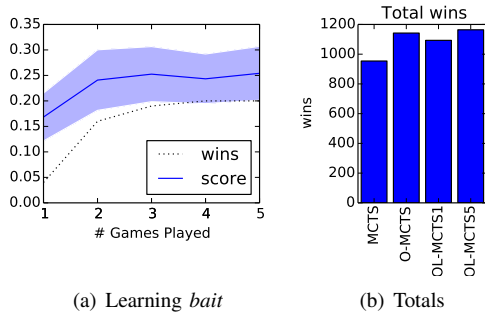 0.35
0.30
0.25
0.20
0.15
0.10
0.05
0.00
wins
score
1 2 3 4 5
# Games Played
(a) Learning bait
Total wins
1200
1000
800
600
400
200
0
wins
MCTS
O-MCTS
OL-MCTS1
OL-MCTS5
(b) Totals